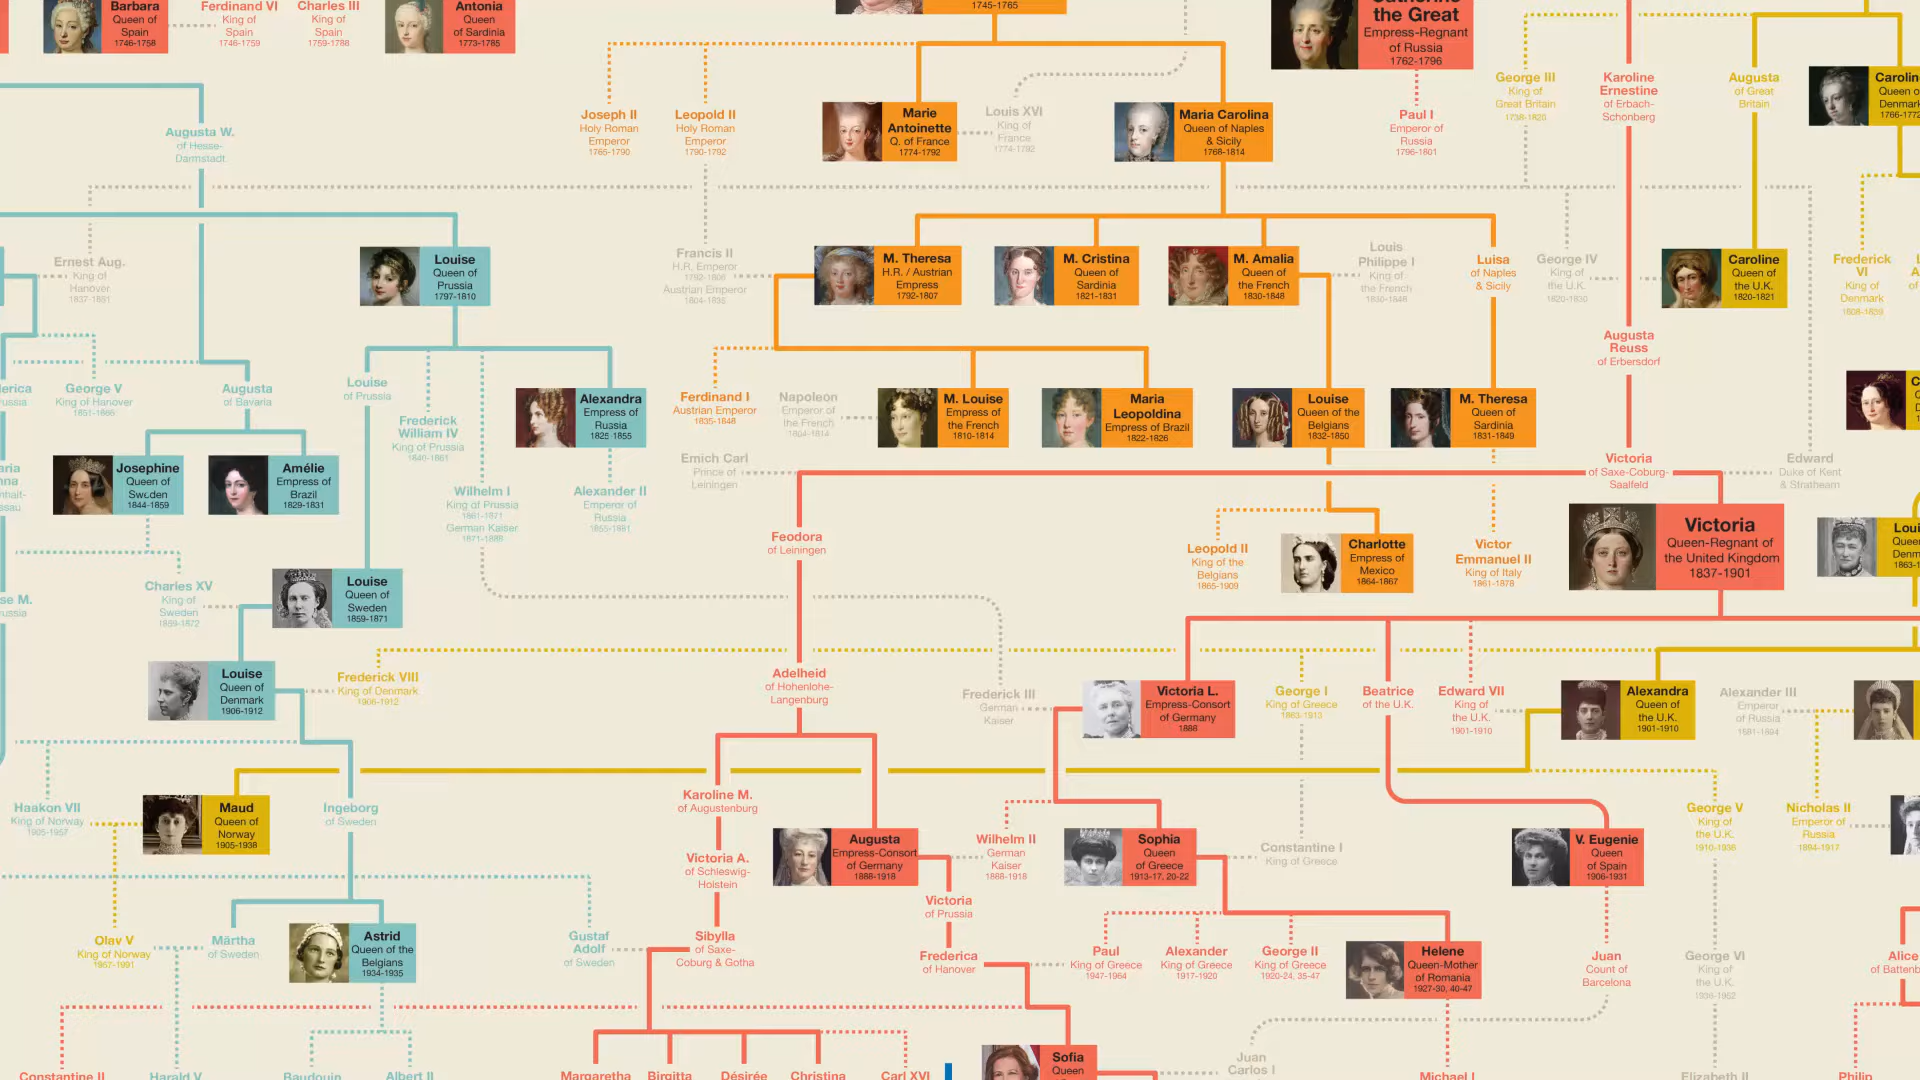 Barbara
Queen of
Spain
1746-1758
Ferdinand VI
King of
Spain
1746-1759
Charles III
King of
Spain
1759-1788
Antonia
Queen
of Sardinia
1773-1785
1745-1765
the Great
Empress-Regnant
of Russia
1762-1796
Augusta W.
of Hesse-
Darmstadt
Joseph II
Holy Roman
Emperor
1765-1790
Leopold II
Holy Roman
Emperor
1790-1792
Marie
Antoinette
Q. of France
1774-1792
Louis XVI
King of
France
1774-1792
Maria Carolina
Queen of Naples
& Sicily
1768-1814
Paul I
Emperor of
Russia
1796-1801
George III
King of
Great Britain
1738-1820
Karoline
Ernestine
of Erbach-
Schonberg
Augusta
of Great
Britain
Carolin
Queen o
Denmark
1766-1772
Ernest Aug.
King of
Hanover
1837-1851
Louise
Queen of
Prussia
1797-1810
Francis II
H.R. Emperor
1792-1806
Austrian Emperor
1804-1835
M. Theresa
H.R. / Austrian
Empress
1792-1807
M. Cristina
Queen of
Sardinia
1821-1831
M. Amalia
Queen of
the French
1830-1848
Louis
Philippe I
King of
the French
1830-1848
Luisa
of Naples
& Sicily
George IV
King of
the U.K.
1820-1830
Caroline
Queen of
the U.K.
1820-1821
Frederick
VI
King of
Denmark
1808-1839
Augusta
Reuss
of Erbersdorf
erica
ussia
George V
King of Hanover
1851-1866
Augusta
of Bavaria
Louise
of Prussia
Frederick
William IV
King of Prussia
1840-1861
Alexandra
Empress of
Russia
1825-1855
Ferdinand I
Austrian Emperor
1835-1848
Napoleon
Emperor of
the French
1804-1814
M. Louise
Empress of
the French
1810-1814
Maria
Leopoldina
Empress of Brazil
1822-1826
Louise
Queen of the
Belgians
1832-1850
M. Theresa
Queen of
Sardinia
1831-1849
Josephine
Queen of
Sweden
1844-1859
Amélie
Empress of
Brazil
1829-1831
Wilhelm I
King of Prussia
1861-1871
German Kaiser
1871-1888
Alexander II
Emperor of
Russia
1855-1881
Emich Carl
Prince of
Leiningen
Victoria
of Saxe-Coburg-
Saalfeld
Edward
Duke of Kent
& Strathearn
Feodora
of Leiningen
Leopold II
King of the
Belgians
1865-1909
Charlotte
Empress of
Mexico
1864-1867
Victor
Emmanuel II
King of Italy
1861-1878
Victoria
Queen-Regnant of
the United Kingdom
1837-1901
Loui
Quee
Denm
1863-1
Charles XV
King of
Sweden
1859-1872
Louise
Queen of
Sweden
1859-1871
se M.
russia
Louise
Queen of
Denmark
1906-1912
Frederick VIII
King of Denmark
1906-1912
Adelheid
of Hohenlohe-
Langenburg
Frederick III
German
Kaiser
Victoria L.
Empress-Consort
of Germany
1888
George I
King of Greece
1863-1913
Beatrice
of the U.K.
Edward VII
King of
the U.K.
1901-1910
Alexandra
Queen of
the U.K.
1901-1910
Alexander III
Emperor
of Russia
1881-1894
Haakon VII
King of Norway
1905-1957
Maud
Queen of
Norway
1905-1938
Ingeborg
of Sweden
Karoline M.
of Augustenburg
Victoria A.
of Schleswig-
Holstein
Augusta
Empress-Consort
of Germany
1888-1918
Wilhelm II
German
Kaiser
1888-1918
Sophia
Queen
of Greece
1913-17, 20-22
Constantine I
King of Greece
V. Eugenie
Queen
of Spain
1906-1931
George V
King of
the U.K.
1910-1936
Nicholas II
Emperor of
Russia
1894-1917
Victoria
of Prussia
Olav V
King of Norway
1957-1991
Märtha
of Sweden
Astrid
Queen of the
Belgians
1934-1935
Gustaf
Adolf
of Sweden
Sibylla
of Saxe-
Coburg & Gotha
Frederica
of Hanover
Paul
King of Greece
1947-1964
Alexander
King of Greece
1917-1920
George II
King of Greece
1920-24, 35-47
Helene
Queen-Mother
of Romania
1927-30, 40-47
Juan
Count of
Barcelona
George VI
King of
the U.K.
1936-1952
Alice
of Battenb
Constantine II
Harald V
Baudouin
Albert II
Margaretha
Birgitta
Désirée
Christina
Carl XVI
Sofia
Queen
Juan
Carlos I
Michael I
Elizabeth II
Philip